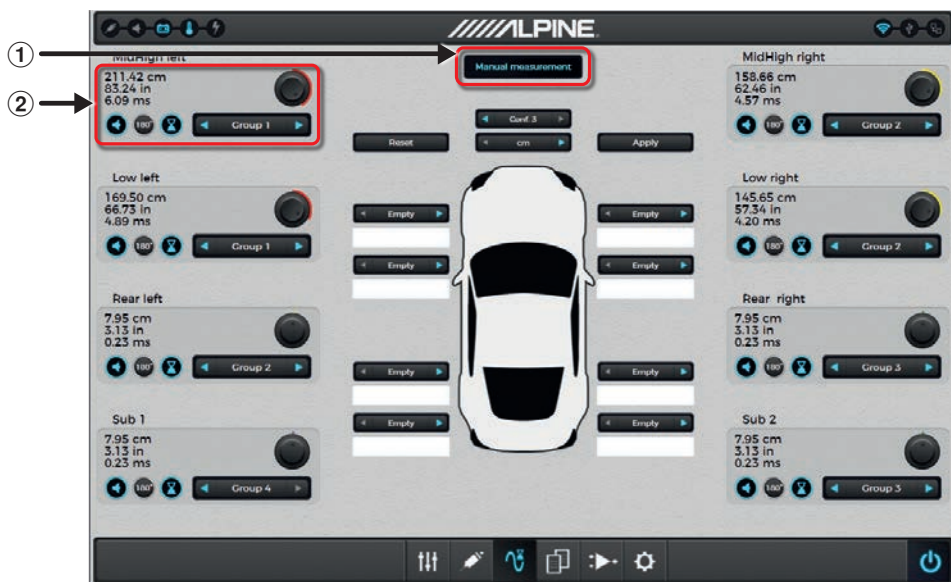 ALPINE
①
Manual measurement
②
MidHigh left
211.42 cm
83.24 in
6.09 ms
180°
Group 1
MidHigh right
158.66 cm
62.46 in
4.57 ms
180°
Group 2
Conf. 3
Reset
cm
Apply
Low left
169.50 cm
66.73 in
4.89 ms
180°
Group 1
Low right
145.65 cm
57.34 in
4.20 ms
180°
Group 2
Empty
Empty
Empty
Empty
Rear left
7.95 cm
3.13 in
0.23 ms
180°
Group 2
Rear right
7.95 cm
3.13 in
0.23 ms
180°
Group 3
Empty
Empty
Empty
Empty
Sub 1
7.95 cm
3.13 in
0.23 ms
180°
Group 4
Sub 2
7.95 cm
3.13 in
0.23 ms
180°
Group 3